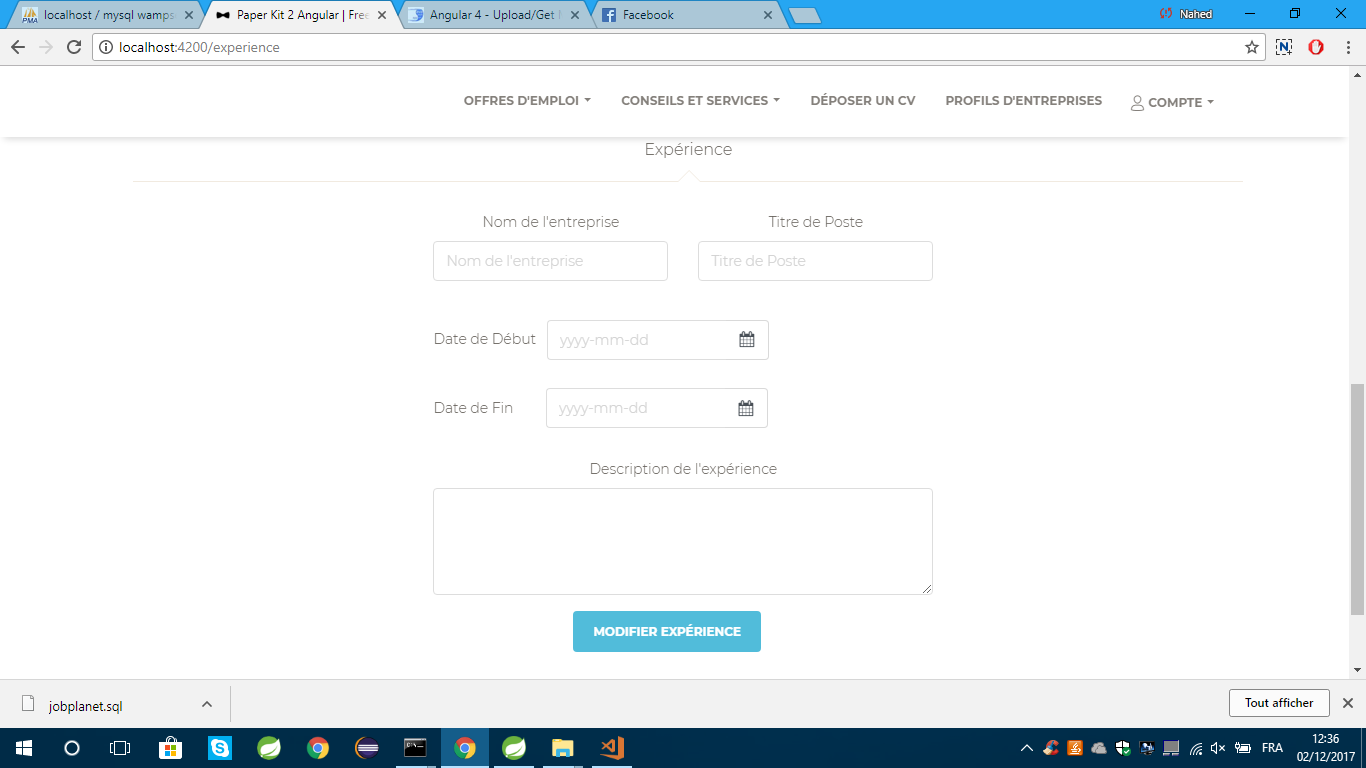 localhost / mysql wamps
Paper Kit 2 Angular | Free
Angular 4 - Upload/Get
Facebook
Nahed
localhost:4200/experience
OFFRES D'EMPLOI
CONSEILS ET SERVICES
DÉPOSER UN CV
PROFILS D'ENTREPRISES
COMPTE
Expérience
Nom de l'entreprise
Titre de Poste
Nom de l'entreprise
Titre de Poste
Date de Début
yyyy-mm-dd
Date de Fin
yyyy-mm-dd
Description de l'expérience
MODIFIER EXPÉRIENCE
jobplanet.sql
Tout afficher
FRA
12:36
02/12/2017